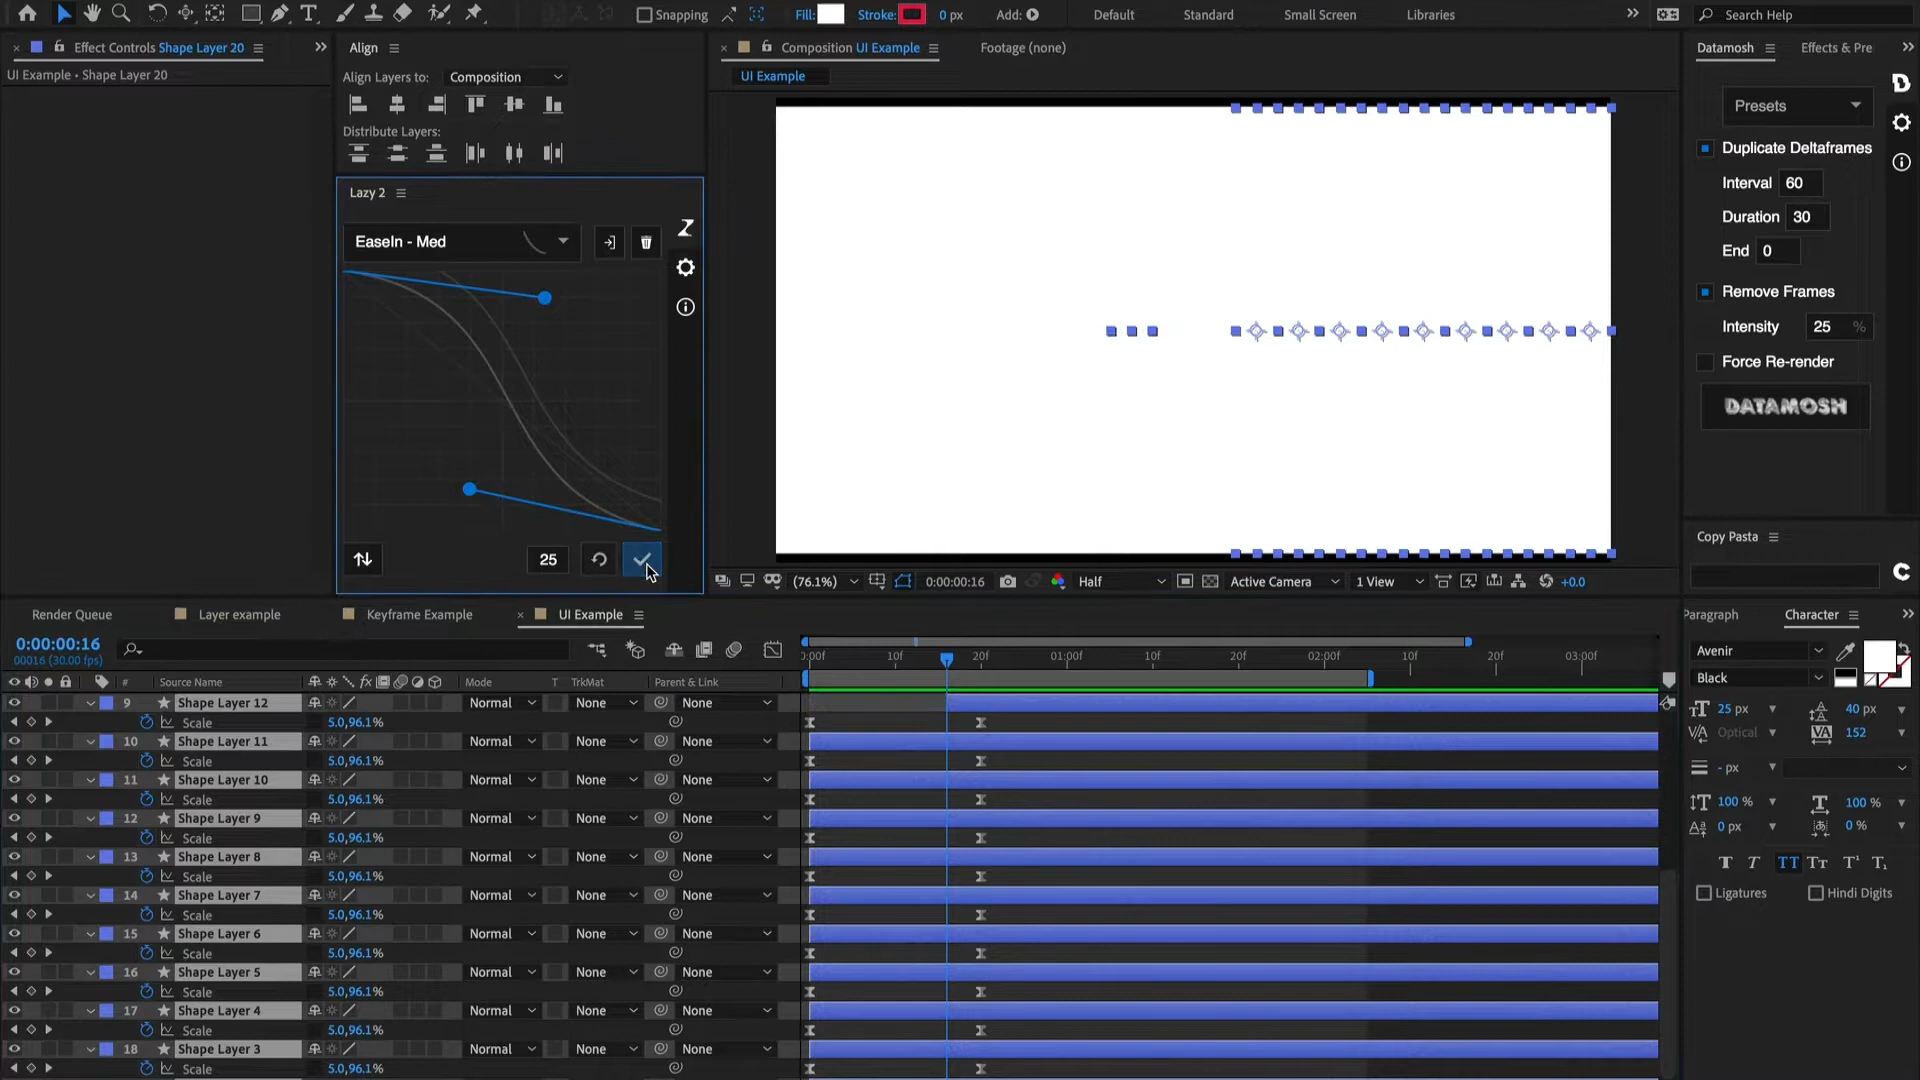 Snapping
Fill:
Stroke:
0 px
Add:
Default
Standard
Small Screen
Libraries
Search Help
Effect Controls Shape Layer 20
UI Example • Shape Layer 20
Align
Align Layers to:
Composition
Distribute Layers:
Lazy 2
EaseIn - Med
25
Composition UI Example
Footage (none)
UI Example
(76.1%)
0:00:00:16
Half
Active Camera
1 View
+0.0
Datamosh
Effects & Pre
Presets
Duplicate Deltaframes
Interval 60
Duration 30
End 0
Remove Frames
Intensity 25 %
Force Re-render
DATAMOSH
Copy Pasta
Render Queue
Layer example
Keyframe Example
UI Example
0:00:00:16
00016 (30.00 fps)
):00f 10f 20f 01:00f 10f 20f 02:00f 10f 20f 03:00f
# Source Name Mode T TrkMat Parent & Link
9 Shape Layer 12 Normal None None
Scale 5.0,96.1%
10 Shape Layer 11 Normal None None
Scale 5.0,96.1%
11 Shape Layer 10 Normal None None
Scale 5.0,96.1%
12 Shape Layer 9 Normal None None
Scale 5.0,96.1%
13 Shape Layer 8 Normal None None
Scale 5.0,96.1%
14 Shape Layer 7 Normal None None
Scale 5.0,96.1%
15 Shape Layer 6 Normal None None
Scale 5.0,96.1%
16 Shape Layer 5 Normal None None
Scale 5.0,96.1%
17 Shape Layer 4 Normal None None
Scale 5.0,96.1%
18 Shape Layer 3 Normal None None
Scale 5.0,96.1%
Paragraph
Character
Avenir
Black
25 px
40 px
Optical
152
- px
100 %
100 %
0 px
0 %
Ligatures
Hindi Digits